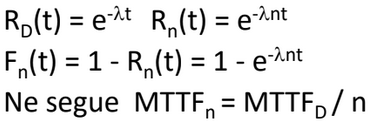 R_D(t) = e^-λt R_n(t) = e^-λnt
F_n(t) = 1 - R_n(t) = 1 - e^-λnt
Ne segue MTTF_n = MTTF_D / n